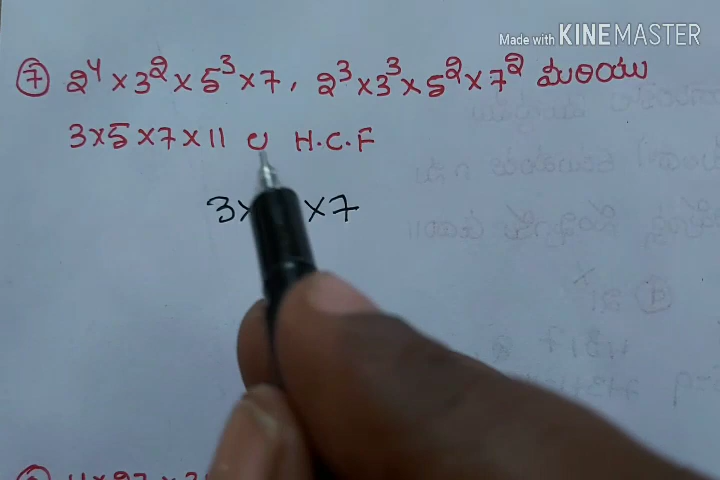 Made with KINEMASTER
⑦ 2⁴ × 3² × 5³ × 7, 2³ × 3³ × 5² × 7² మరియు
3 × 5 × 7 × 11 ల H.C.F
3 × × 7